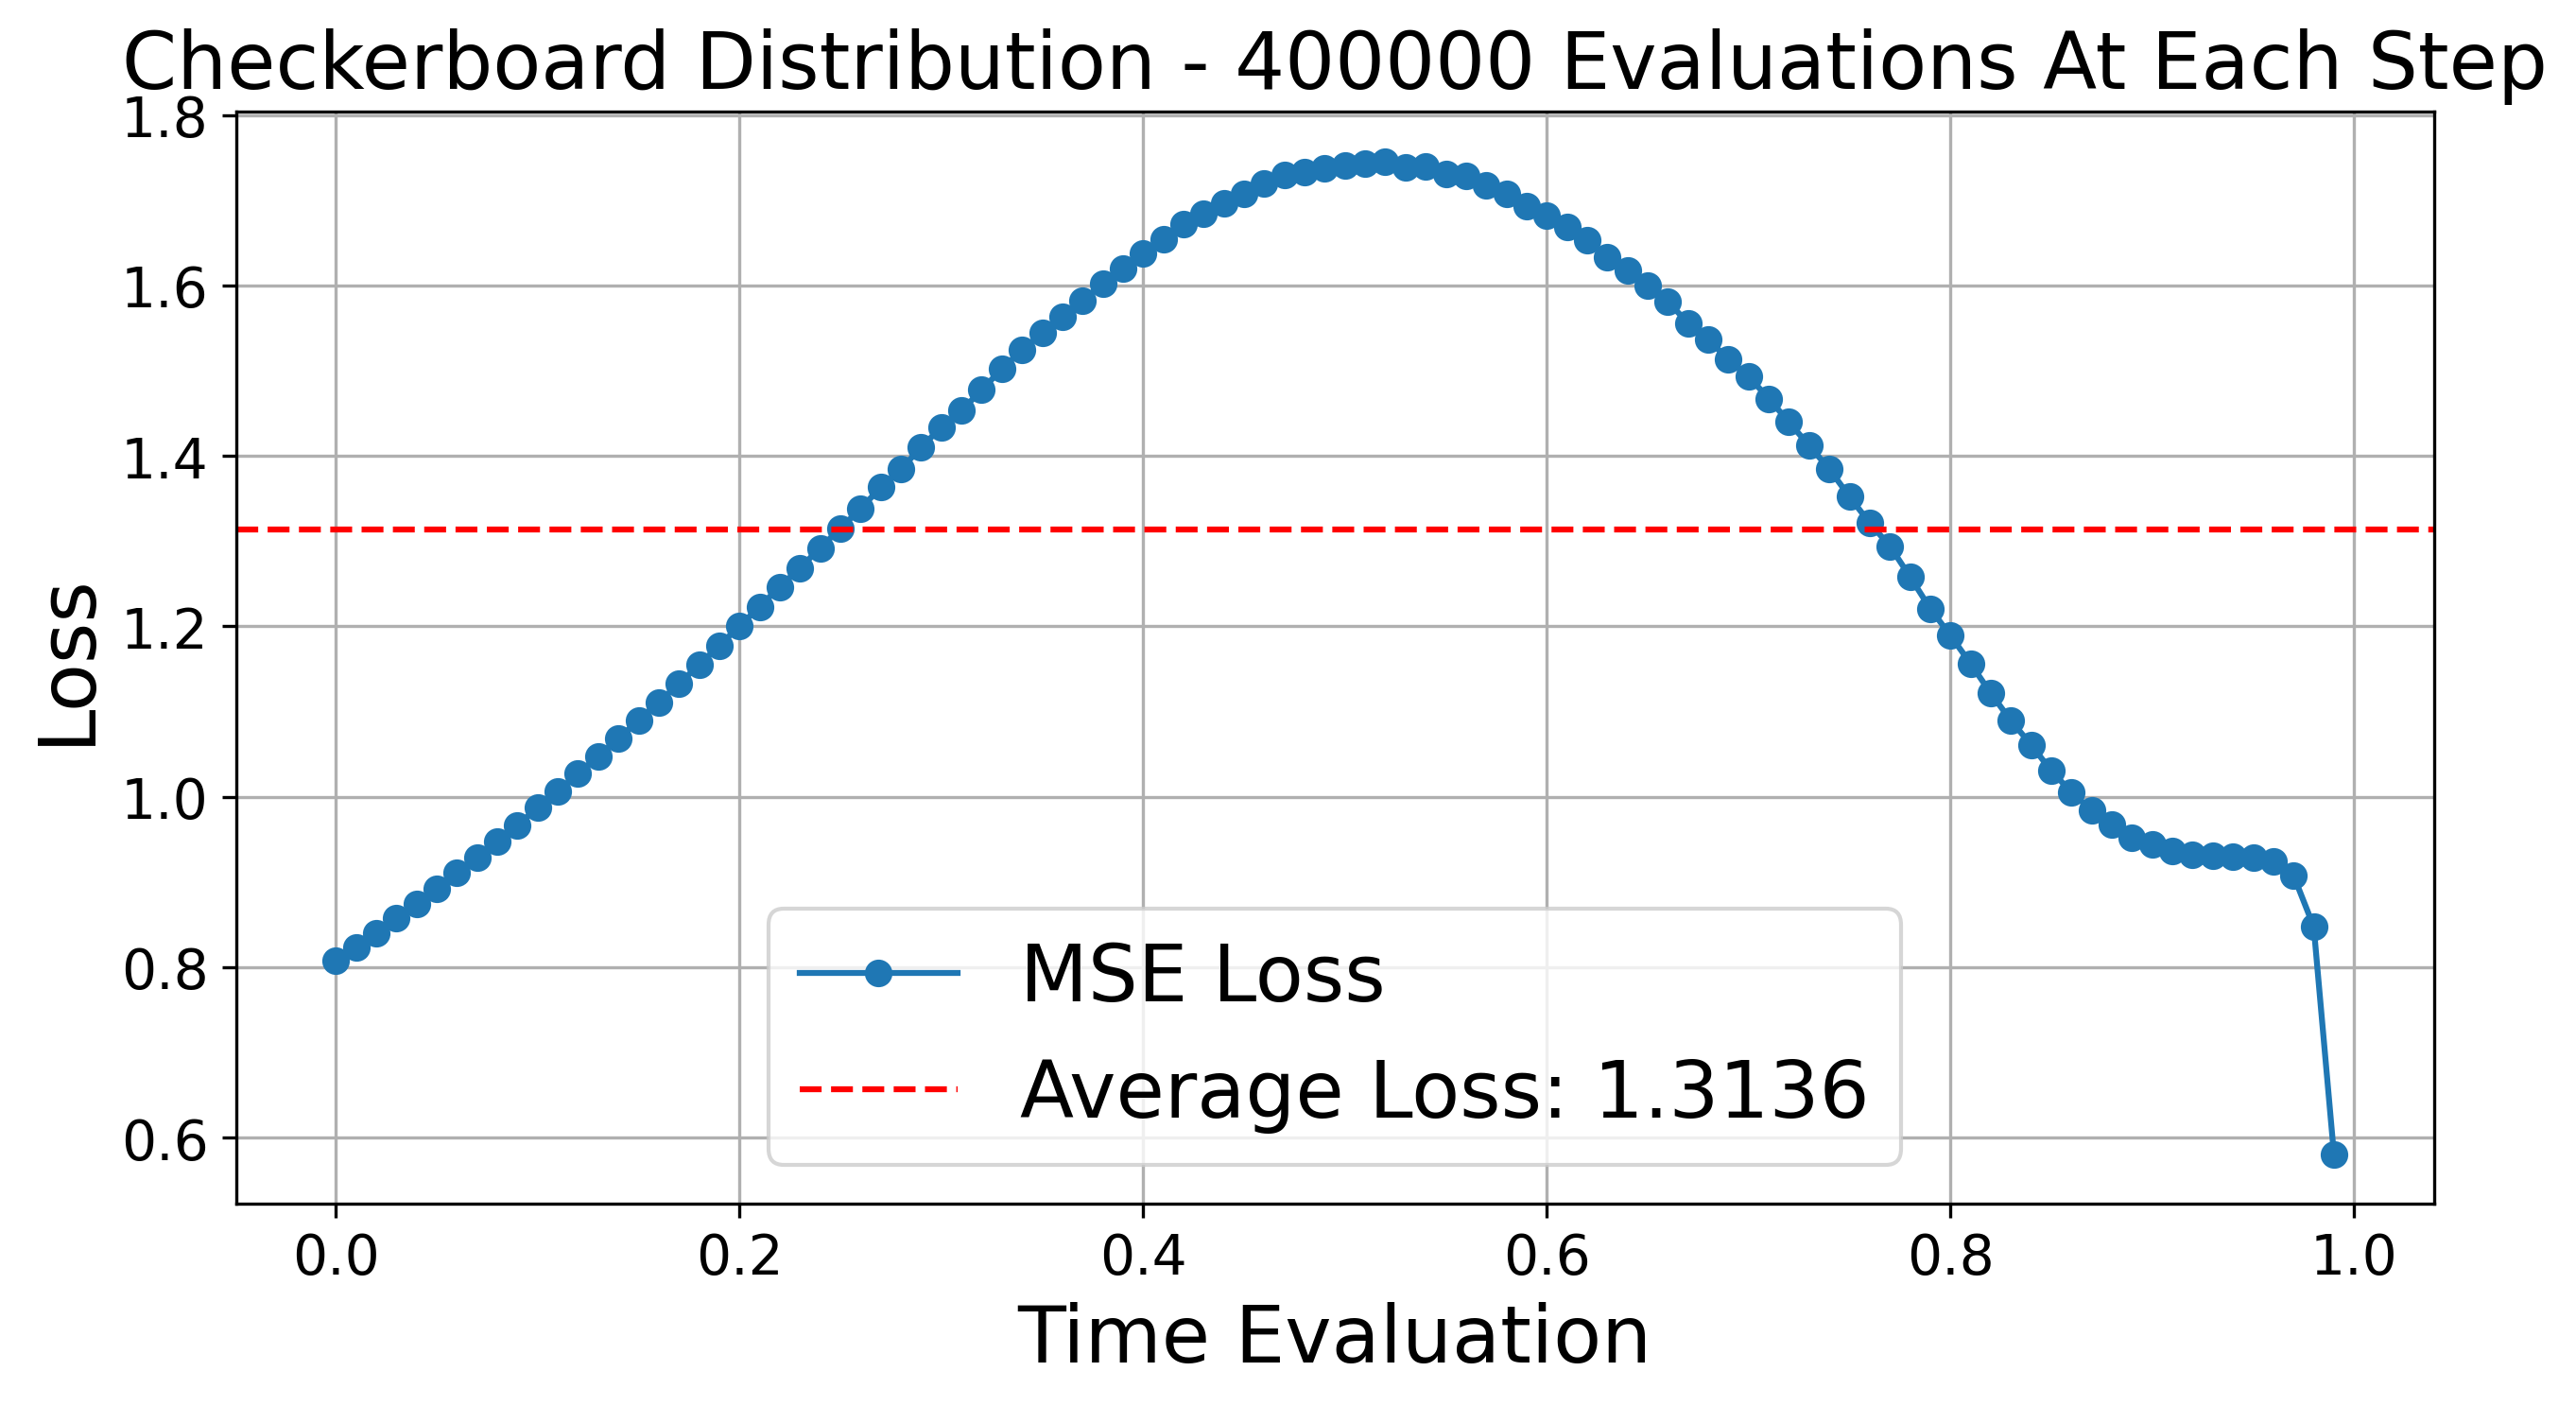 Checkerboard Distribution - 400000 Evaluations At Each Step
1.8
1.6
1.4
1.2
1.0
0.8
0.6
Loss
MSE Loss
Average Loss: 1.3136
0.0 0.2 0.4 0.6 0.8 1.0
Time Evaluation